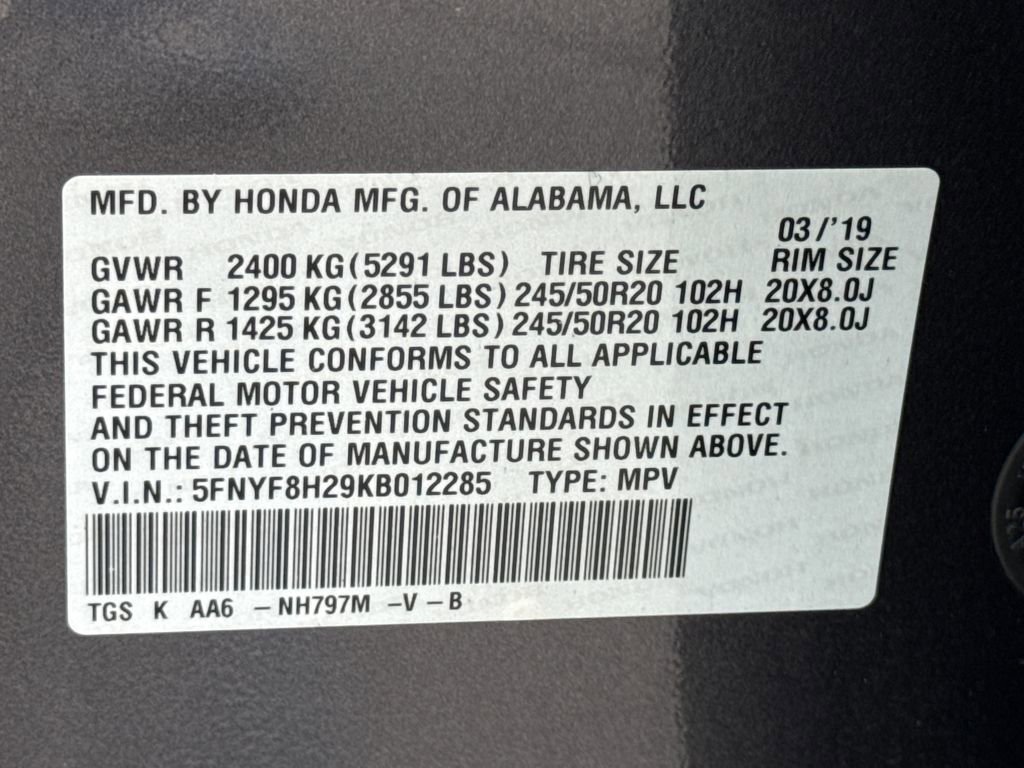 MFD. BY HONDA MFG. OF ALABAMA, LLC
03/'19
GVWR 2400 KG(5291 LBS) TIRE SIZE RIM SIZE
GAWR F 1295 KG(2855 LBS) 245/50R20 102H 20X8.0J
GAWR R 1425 KG(3142 LBS) 245/50R20 102H 20X8.0J
THIS VEHICLE CONFORMS TO ALL APPLICABLE
FEDERAL MOTOR VEHICLE SAFETY
AND THEFT PREVENTION STANDARDS IN EFFECT
ON THE DATE OF MANUFACTURE SHOWN ABOVE.
V.I.N.: 5FNYF8H29KB012285 TYPE: MPV
TGS K AA6 -NH797M -V -B